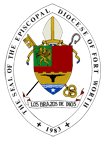 THE SEAL OF THE EPISCOPAL DIOCESE OF FORT WORTH
LOS BRAZOS DE DIOS
1983